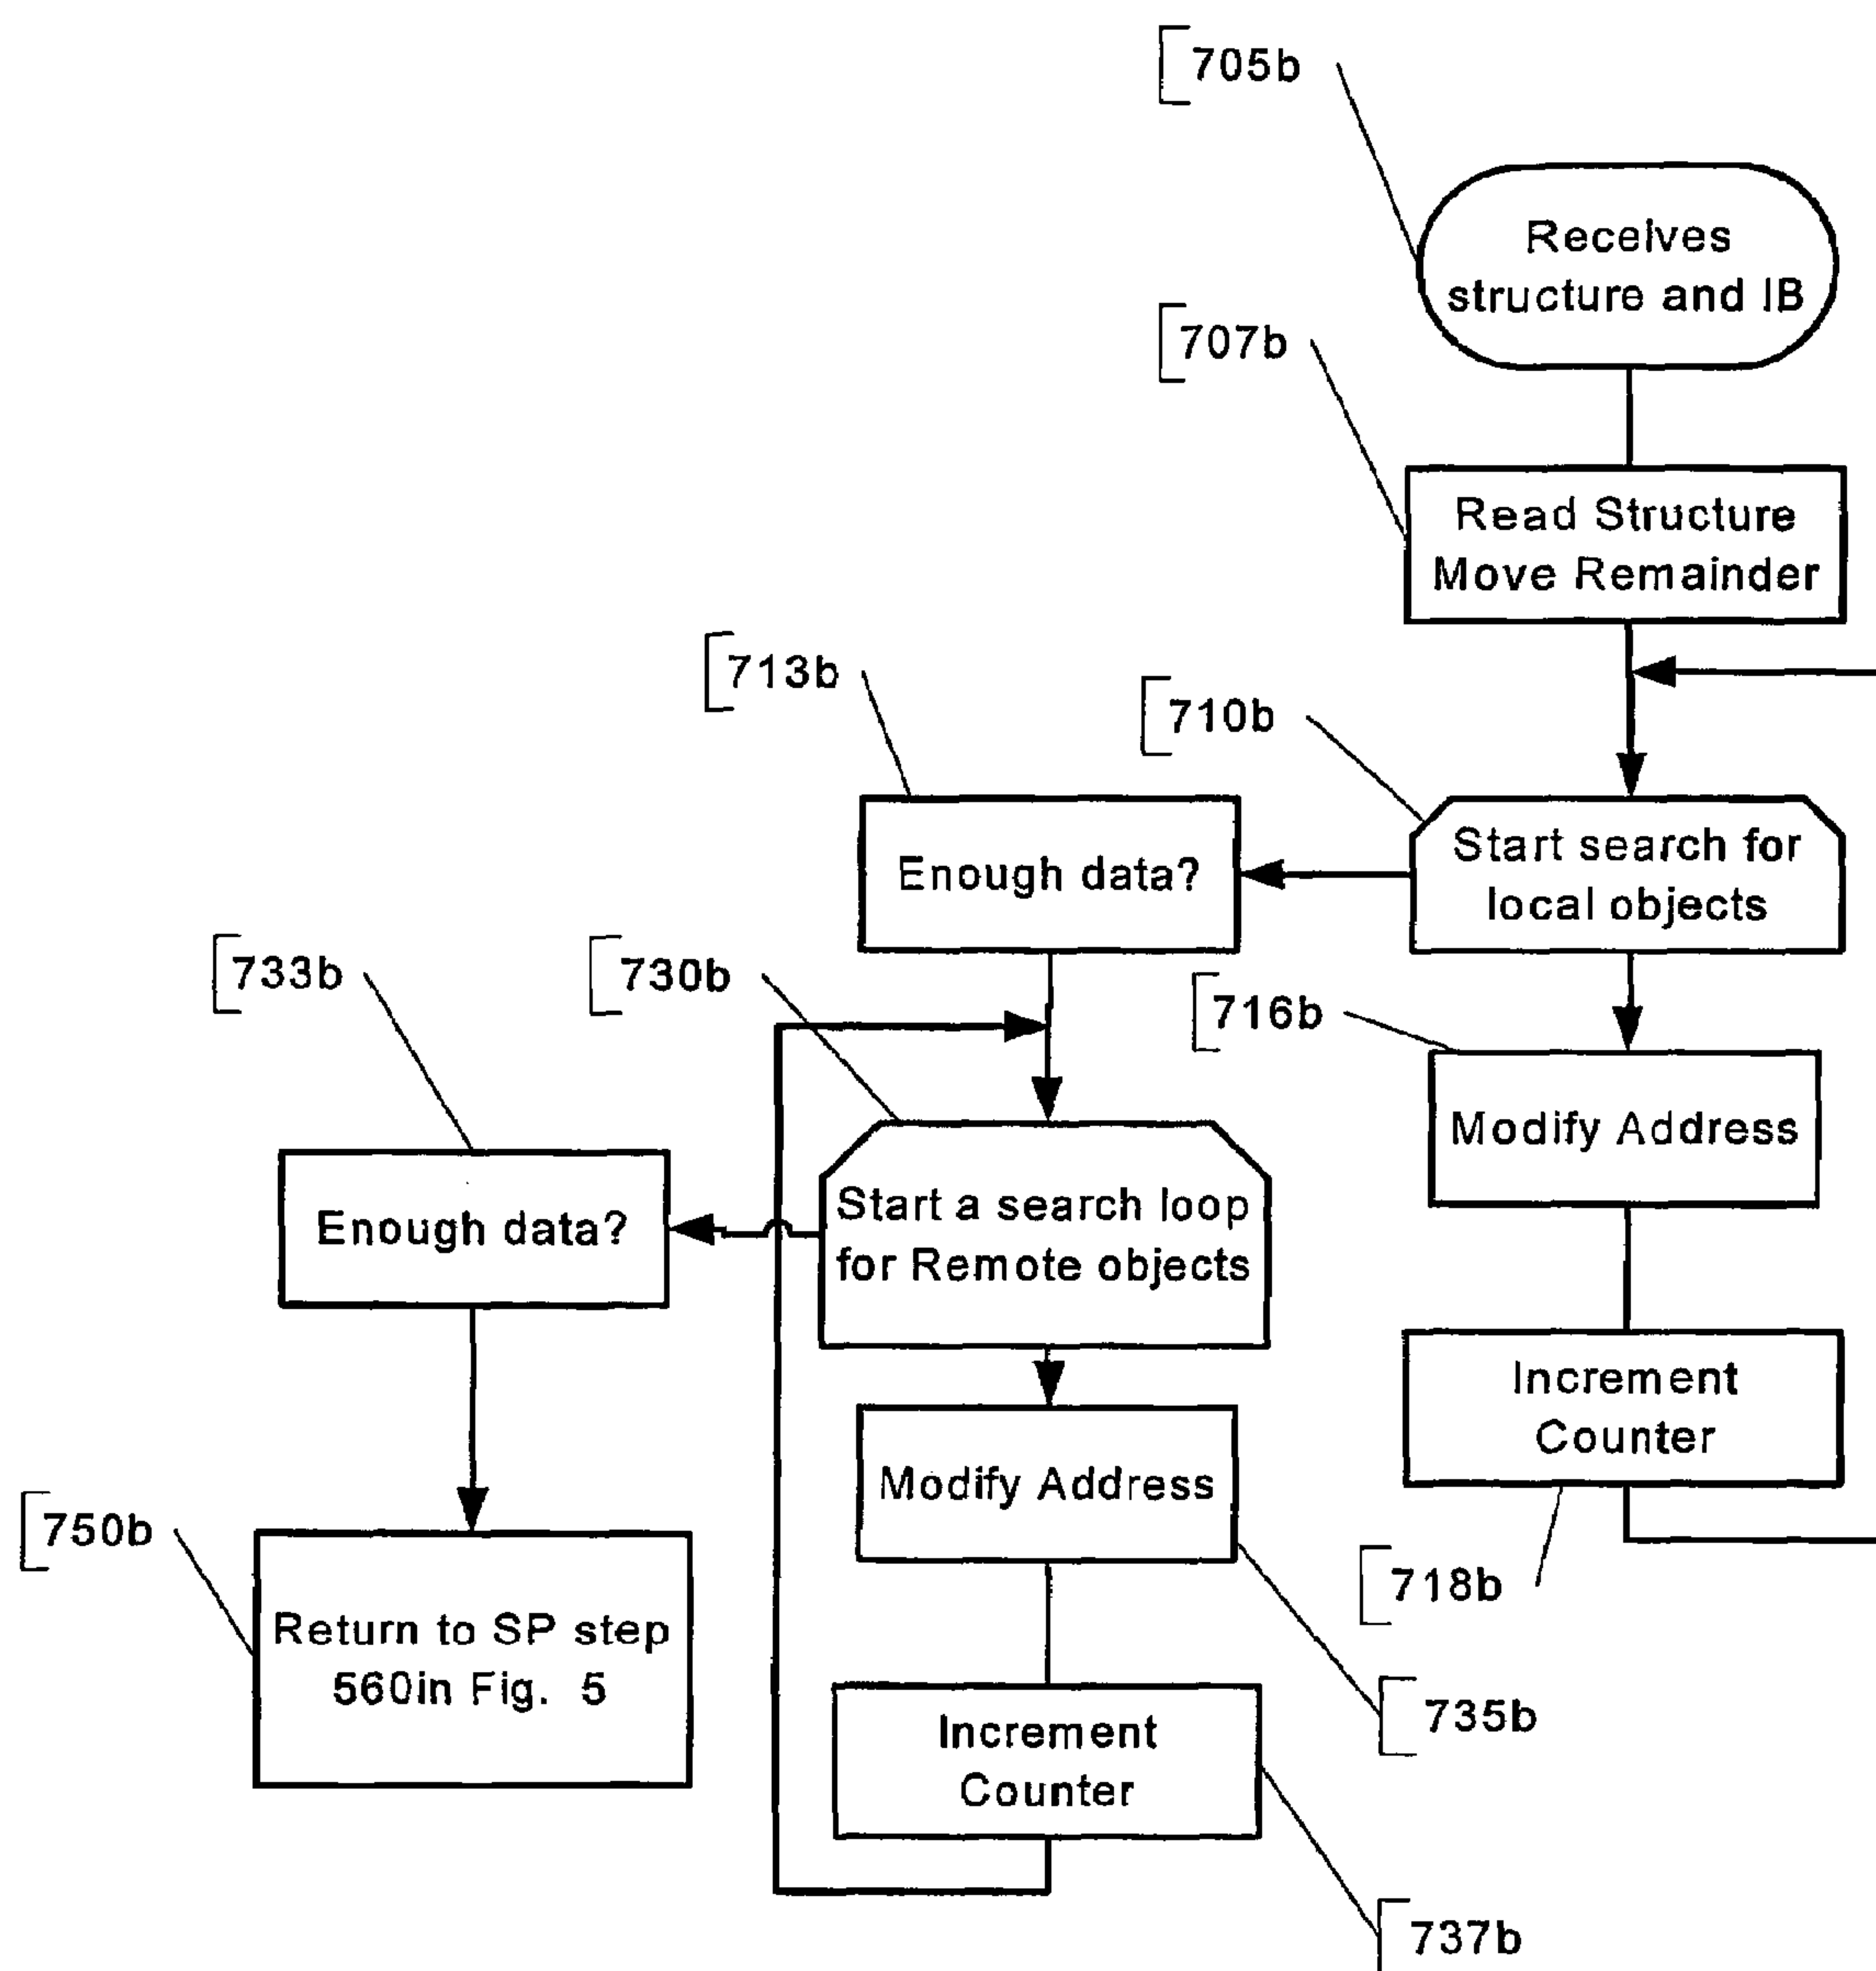 705b
Receives
structure and IB
707b
Read Structure
Move Remainder
713b
710b
Enough data?
Start search for
local objects
733b
730b
716b
Modify Address
Enough data?
Start a search loop
for Remote objects
Increment
Counter
Modify Address
750b
718b
Return to SP step
560in Fig. 5
735b
Increment
Counter
737b